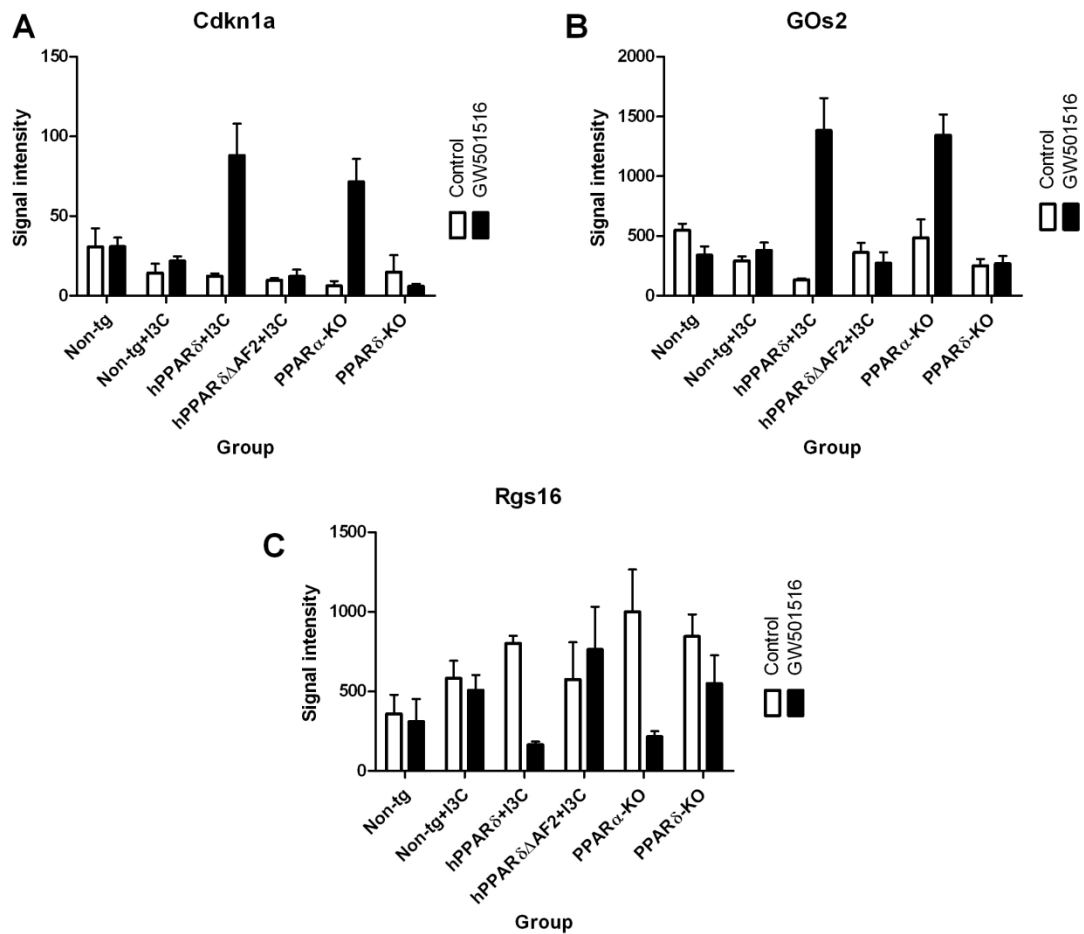 A
Cdkn1a
Signal intensity
150
100
50
0
Non-tg
Non-tg+I3C
hPPARδ+I3C
hPPARδΔAF2+I3C
PPARα-KO
PPARδ-KO
Group
Control
GW501516
B
GOs2
Signal intensity
2000
1500
1000
500
0
Non-tg
Non-tg+I3C
hPPARδ+I3C
hPPARδΔAF2+I3C
PPARα-KO
PPARδ-KO
Group
Control
GW501516
C
Rgs16
Signal intensity
1500
1000
500
0
Non-tg
Non-tg+I3C
hPPARδ+I3C
hPPARδΔAF2+I3C
PPARα-KO
PPARδ-KO
Group
Control
GW501516